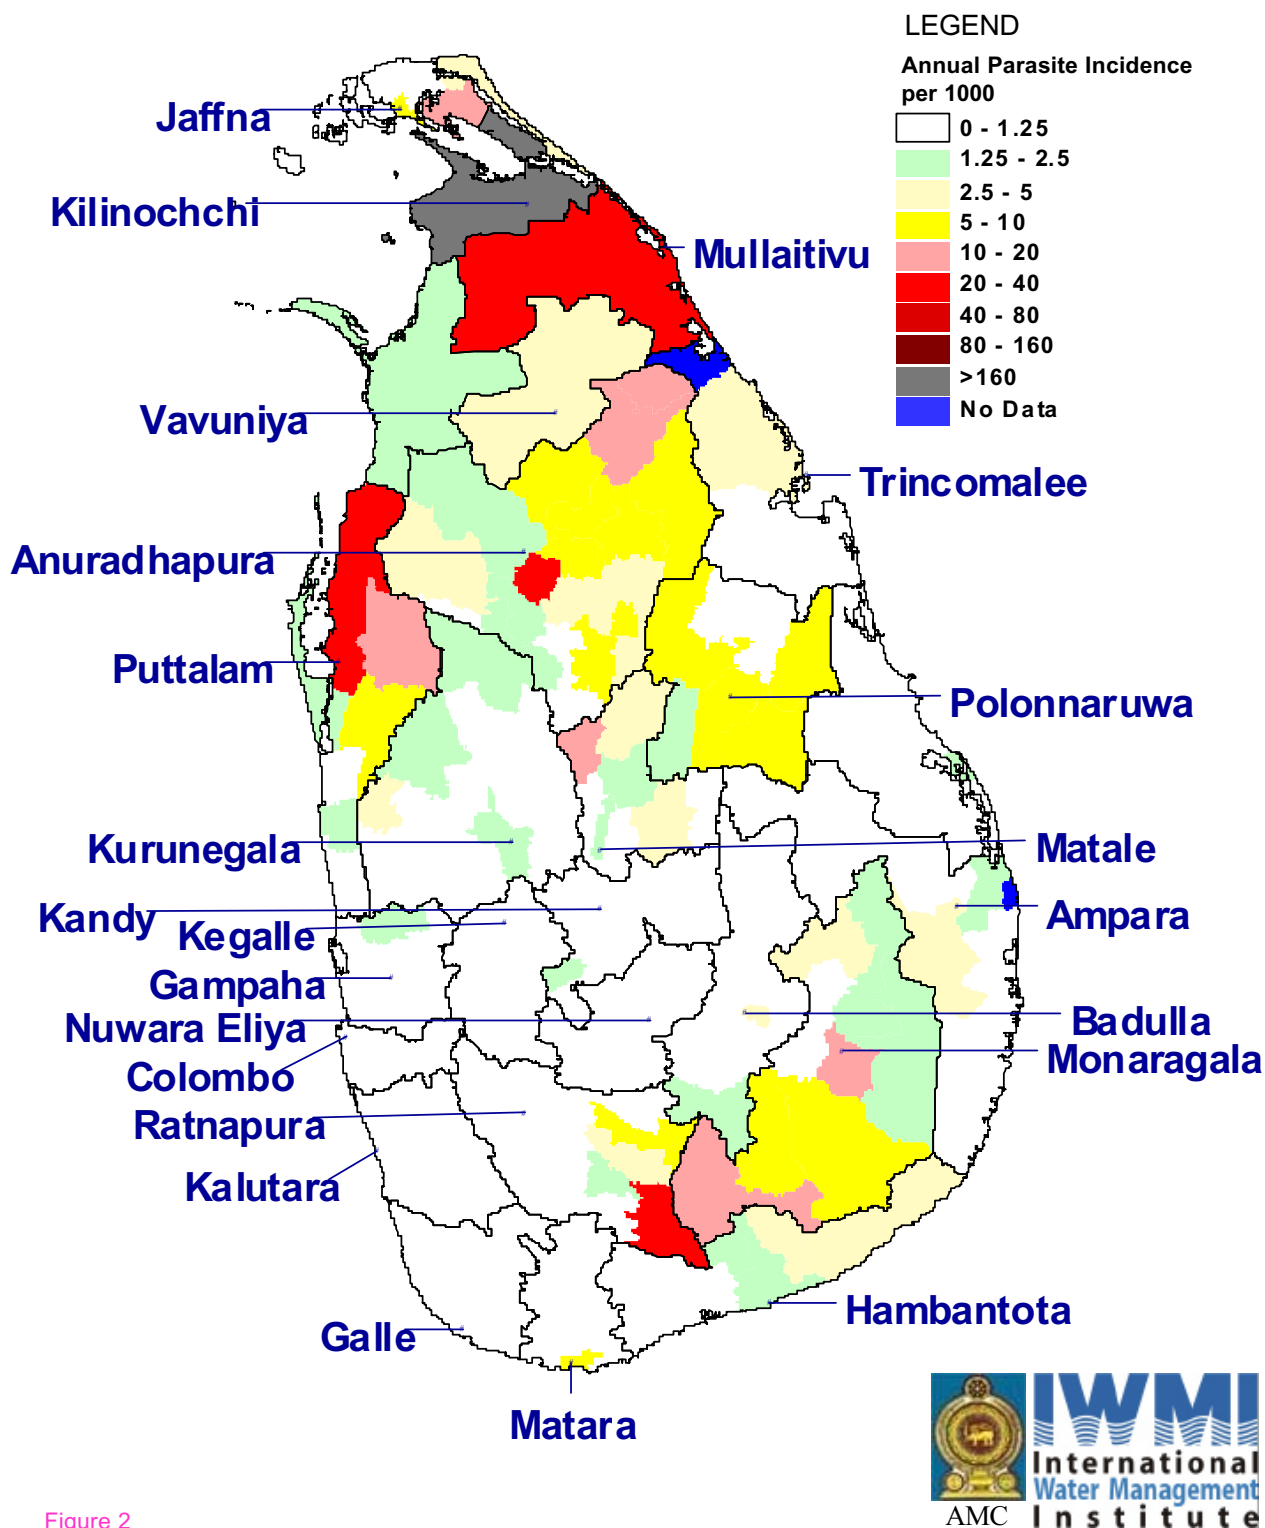 LEGEND
Annual Parasite Incidence
per 1000
0 - 1.25
1.25 - 2.5
2.5 - 5
5 - 10
10 - 20
20 - 40
40 - 80
80 - 160
>160
No Data
Jaffna
Kilinochchi
Mullaitivu
Vavuniya
Trincomalee
Anuradhapura
Puttalam
Polonnaruwa
Kurunegala
Matale
Kandy
Kegalle
Ampara
Gampaha
Nuwara Eliya
Badulla
Colombo
Monaragala
Ratnapura
Kalutara
Hambantota
Galle
Matara
IWMI
International
Water Management
Institute
AMC
Figure 2